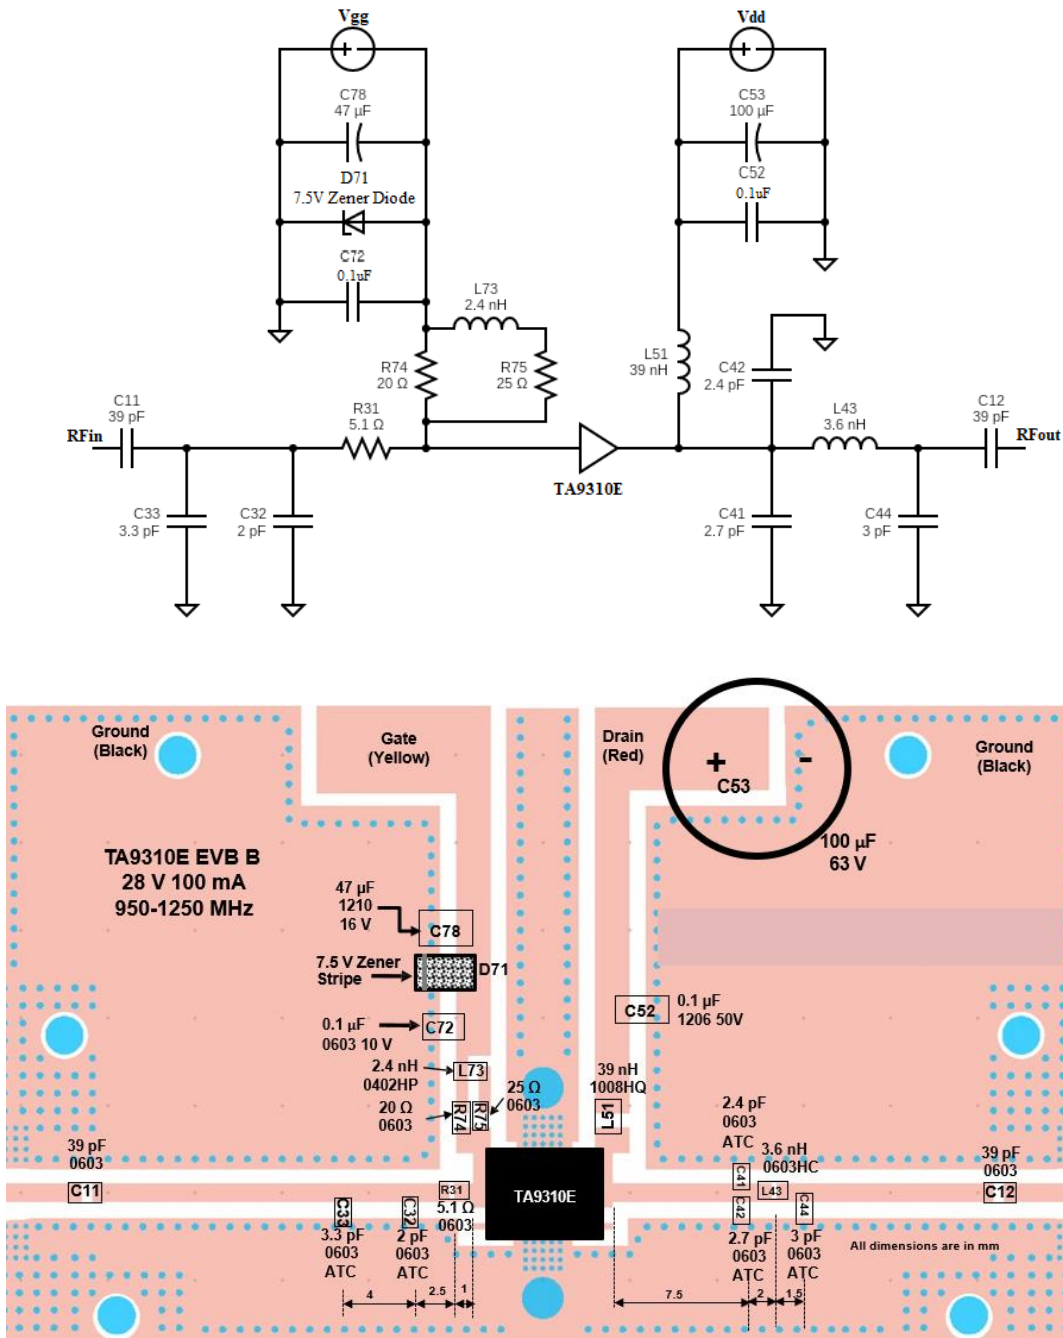 Vgg
Vdd
C78
47 µF
C53
100 µF
D71
7.5V Zener Diode
C52
0.1uF
C72
0.1uF
L73
2.4 nH
R74
20 Ω
R75
25 Ω
L51
39 nH
C42
2.4 pF
C11
39 pF
R31
5.1 Ω
L43
3.6 nH
C12
39 pF
RFin
RFout
TA9310E
C33
3.3 pF
C32
2 pF
C41
2.7 pF
C44
3 pF
Ground
(Black)
Gate
(Yellow)
Drain
(Red)
Ground
(Black)
+
-
C53
100 µF
63 V
TA9310E EVB B
28 V 100 mA
950-1250 MHz
47 µF
1210
16 V
C78
7.5 V Zener
Stripe
D71
0.1 µF
0603 10 V
C72
C52
0.1 µF
1206 50V
2.4 nH
0402HP
L73
25 Ω
0603
20 Ω
0603
R74
R75
39 nH
1008HQ
L51
2.4 pF
0603
ATC
3.6 nH
0603HC
39 pF
0603
C11
39 pF
0603
C12
R31
5.1 Ω
0603
TA9310E
C41
L43
C42
C44
C33
3.3 pF
0603
ATC
C32
2 pF
0603
ATC
2.7 pF
0603
ATC
3 pF
0603
ATC
All dimensions are in mm
4
2.5
1
7.5
2
1.5